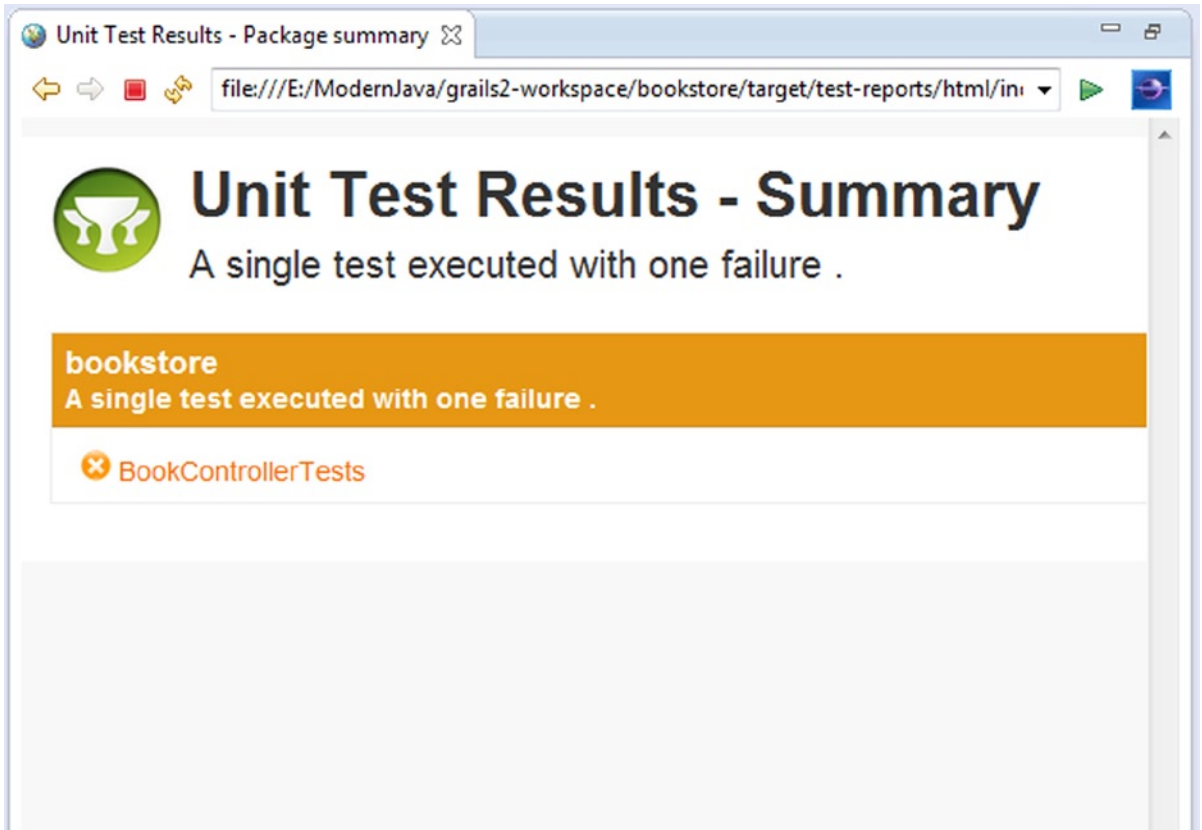 Unit Test Results - Package summary
file:///E:/ModernJava/grails2-workspace/bookstore/target/test-reports/html/in
Unit Test Results - Summary
A single test executed with one failure .
bookstore
A single test executed with one failure .
BookControllerTests